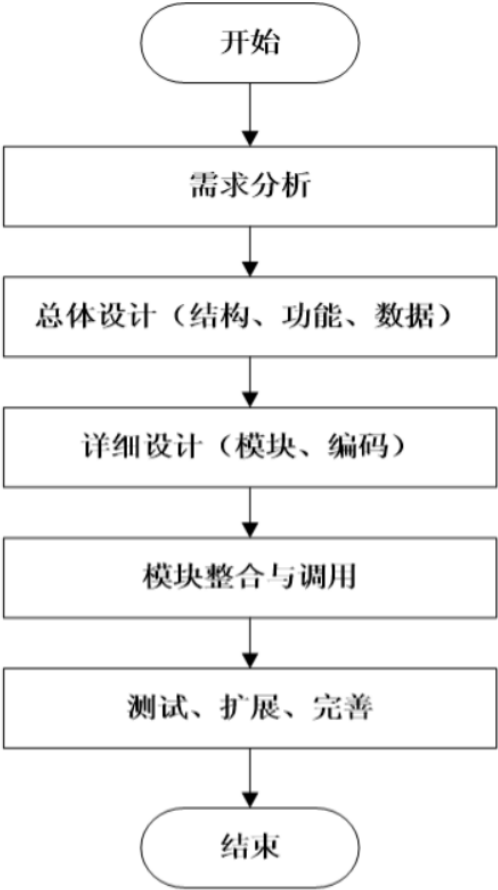 开始
需求分析
总体设计（结构、功能、数据）
详细设计（模块、编码）
模块整合与调用
测试、扩展、完善
结束